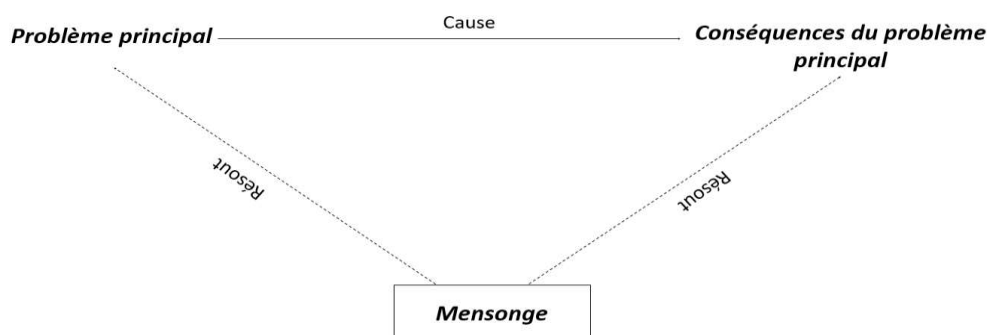 Cause
Problème principal
Conséquences du problème
principal
Résout
Résout
Mensonge